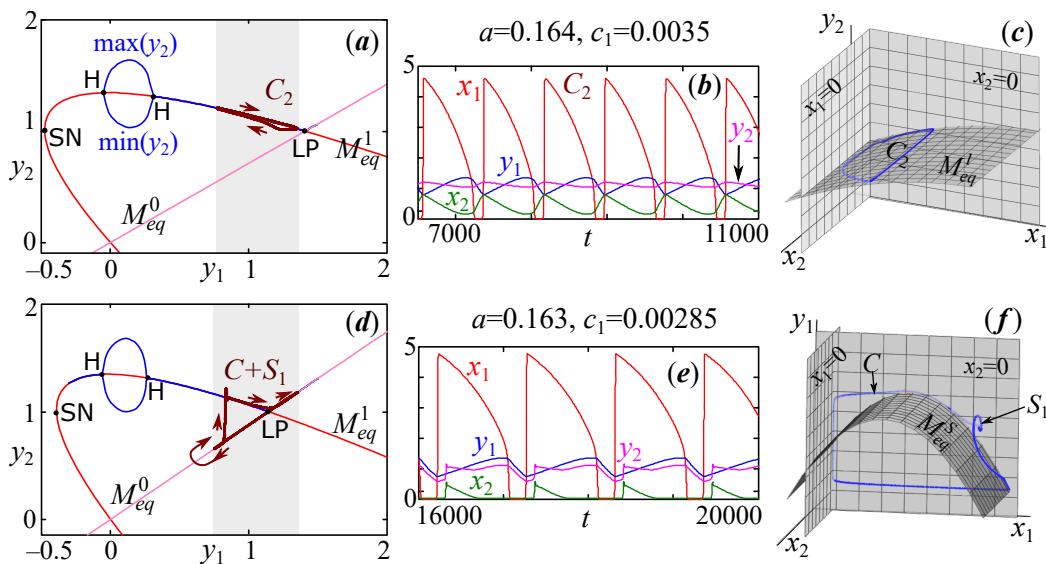 2
(a)
max(y₂)
H
H
1
SN
min(y₂)
C₂
LP
M¹eq
y₂
M⁰eq
0
−0.5
0
y₁
1
2
a=0.164, c₁=0.0035
5
x₁
C₂
(b)
y₂
y₁
x₂
0
7000
t
11000
y₂
(c)
x₁=0
x₂=0
C₂
M¹eq
x₂
x₁
2
(d)
H
H
C+S₁
1
SN
LP
M¹eq
y₂
M⁰eq
0
−0.5
0
y₁
1
2
a=0.163, c₁=0.00285
5
x₁
(e)
y₁
y₂
x₂
0
16000
t
20000
y₁
(f)
x₁=0
C
x₂=0
S₁
MˢEq
x₂
x₁